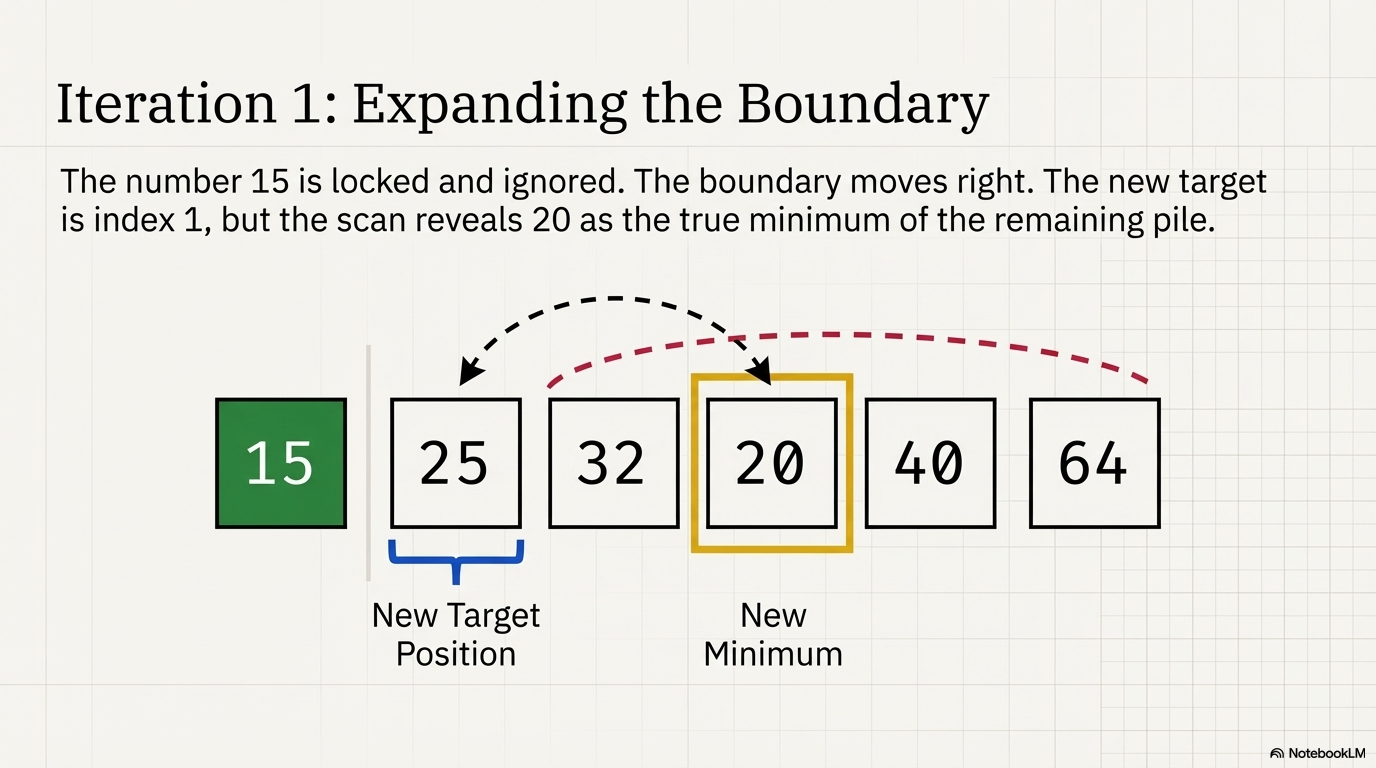 Iteration 1: Expanding the Boundary
The number 15 is locked and ignored. The boundary moves right. The new target
is index 1, but the scan reveals 20 as the true minimum of the remaining pile.
15 25 32 20 40 64
New Target
Position
New
Minimum
NotebookLM